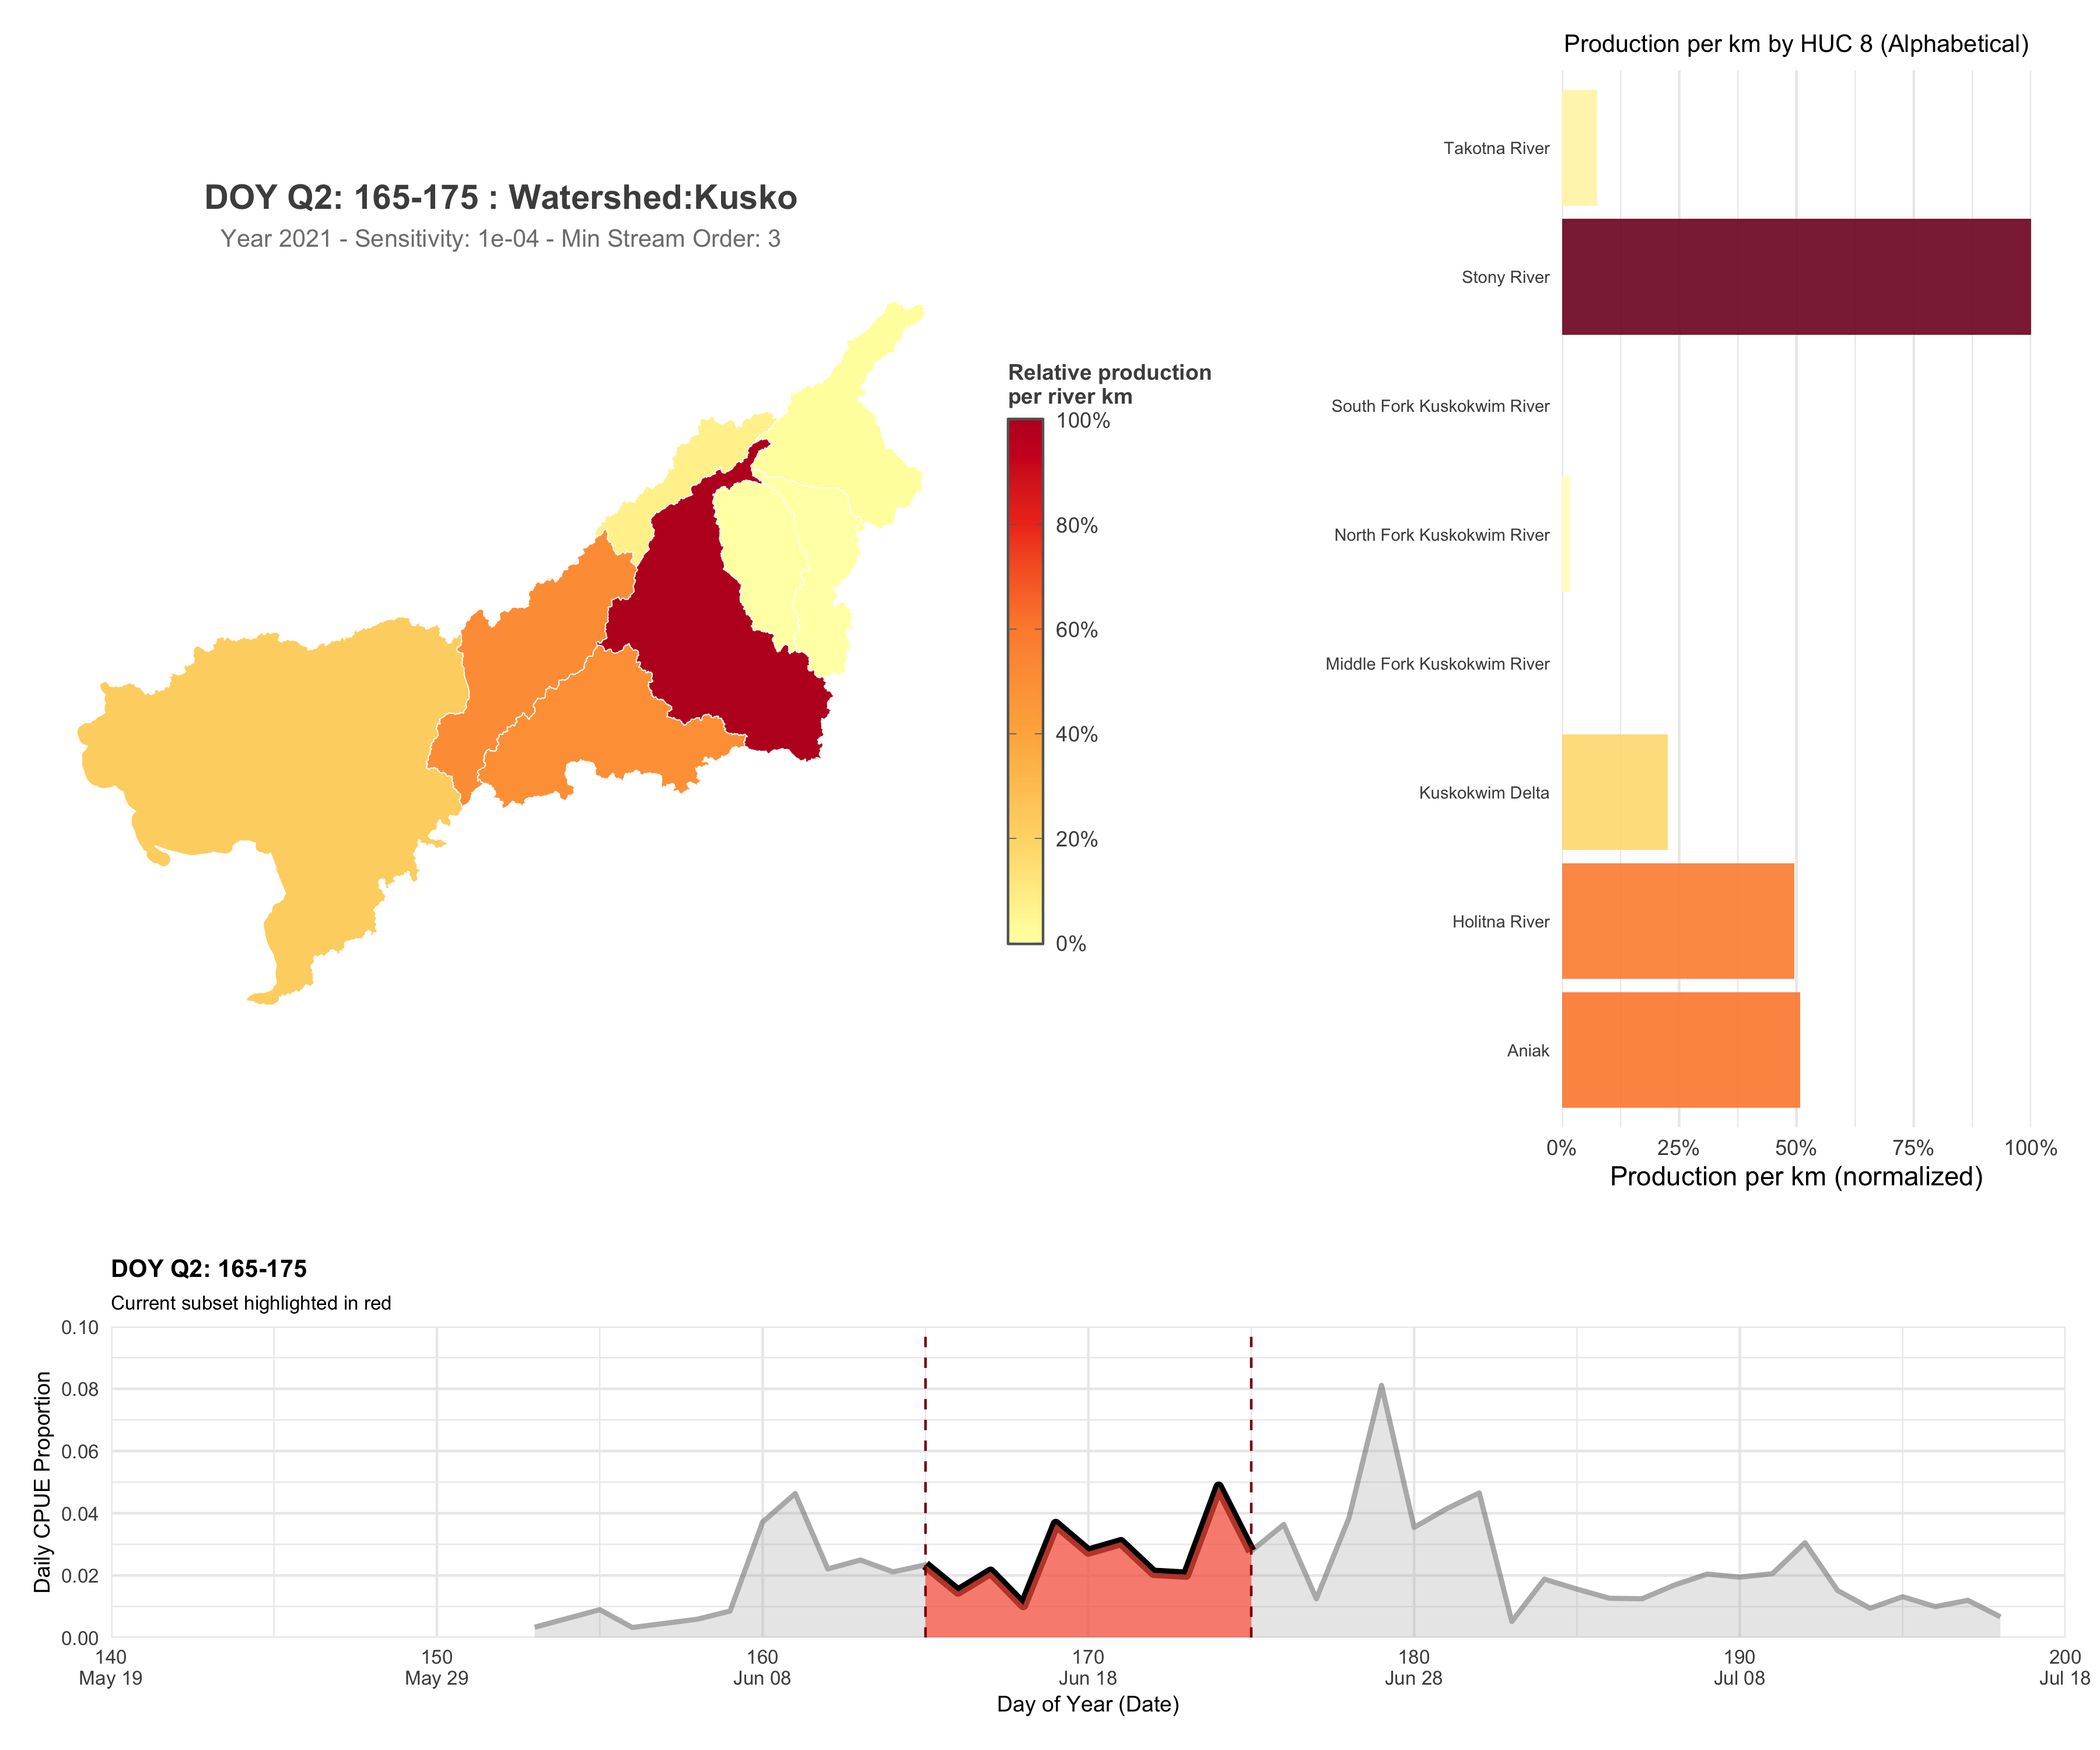 DOY Q2: 165-175 : Watershed:Kusko
Year 2021 - Sensitivity: 1e-04 - Min Stream Order: 3
Relative production
per river km
100%
80%
60%
40%
20%
0%
Production per km by HUC 8 (Alphabetical)
Takotna River
Stony River
South Fork Kuskokwim River
North Fork Kuskokwim River
Middle Fork Kuskokwim River
Kuskokwim Delta
Holitna River
Aniak
0% 25% 50% 75% 100%
Production per km (normalized)
DOY Q2: 165-175
Current subset highlighted in red
Daily CPUE Proportion
0.10
0.08
0.06
0.04
0.02
0.00
140 150 160 170 180 190 200
May 19 May 29 Jun 08 Jun 18 Jun 28 Jul 08 Jul 18
Day of Year (Date)